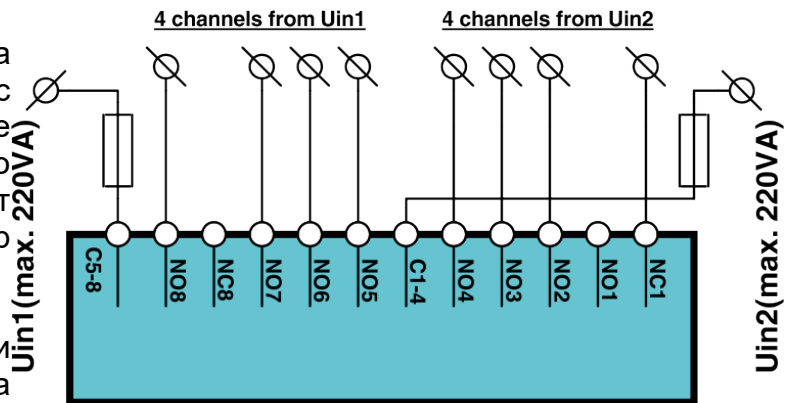 4 channels from Uin1
4 channels from Uin2
а
с
е
о
т
о
и
а
Uin1(max. 220VA)
Uin2(max. 220VA)
C5-8
NO8
NC8
NO7
NO6
NO5
C1-4
NO4
NO3
NO2
NO1
NC1